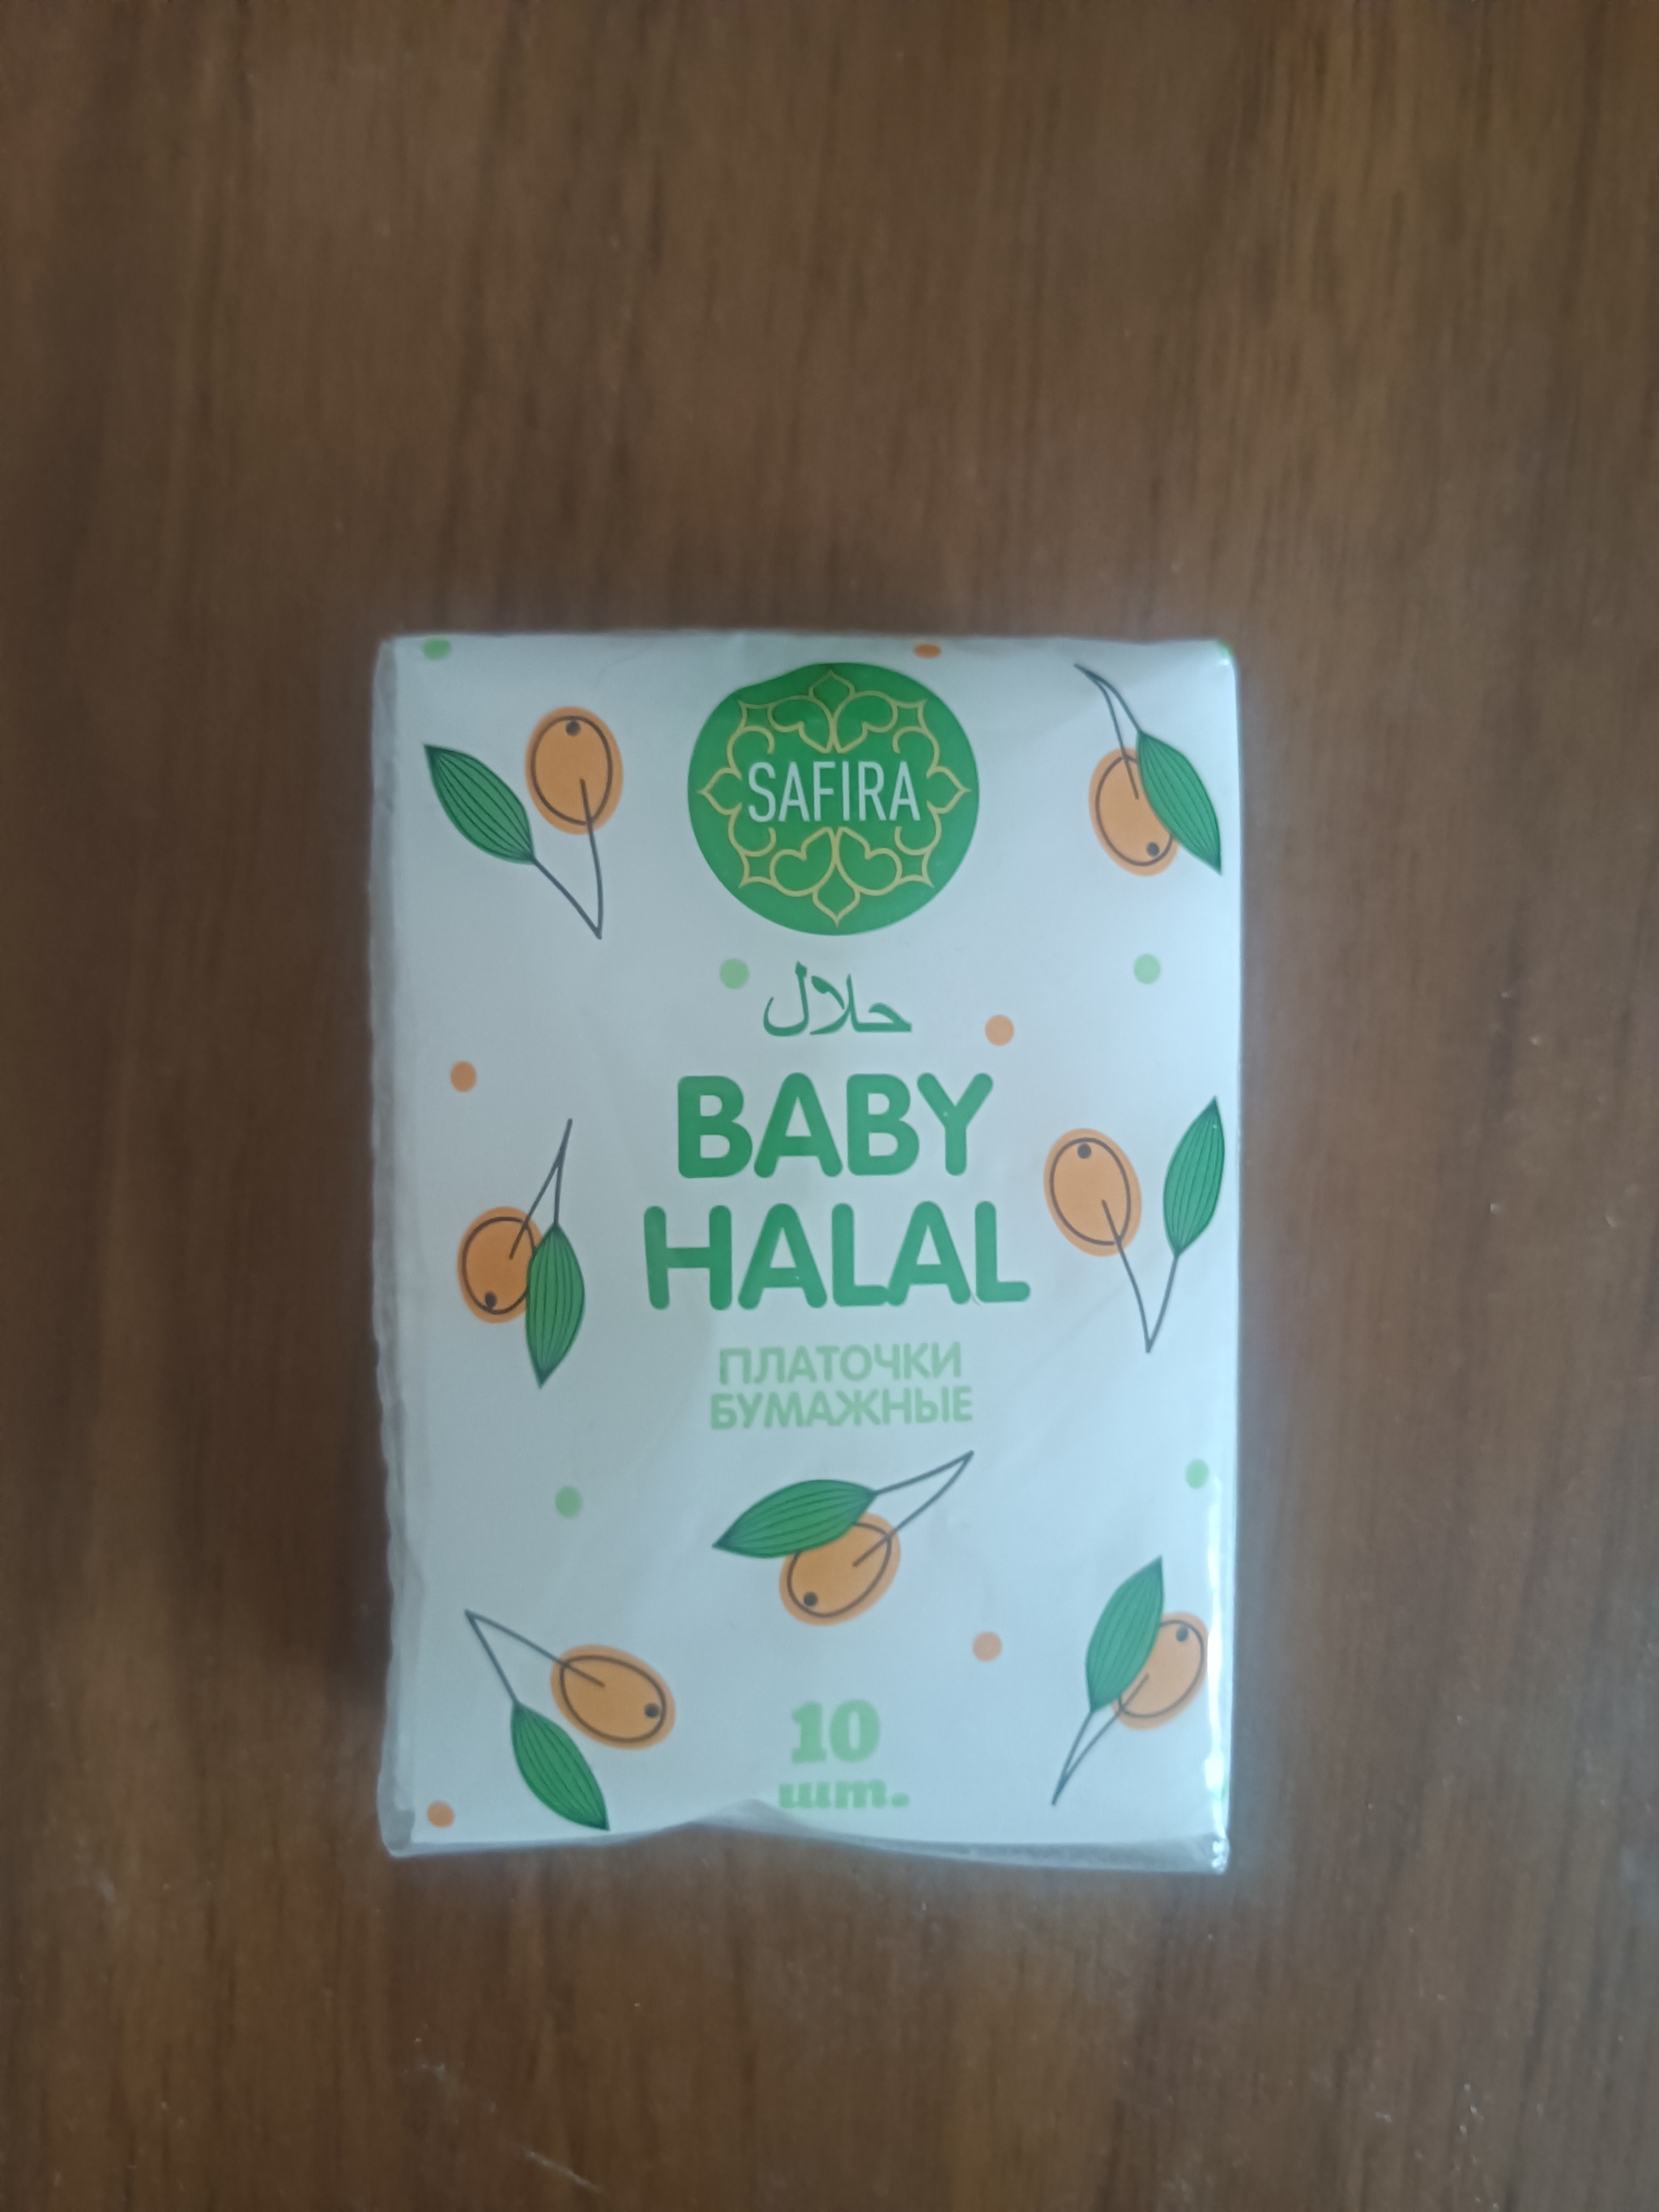 SAFIRA
حلال
BABY
HALAL
ПЛАТОЧКИ
БУМАЖНЫЕ
10
шт.